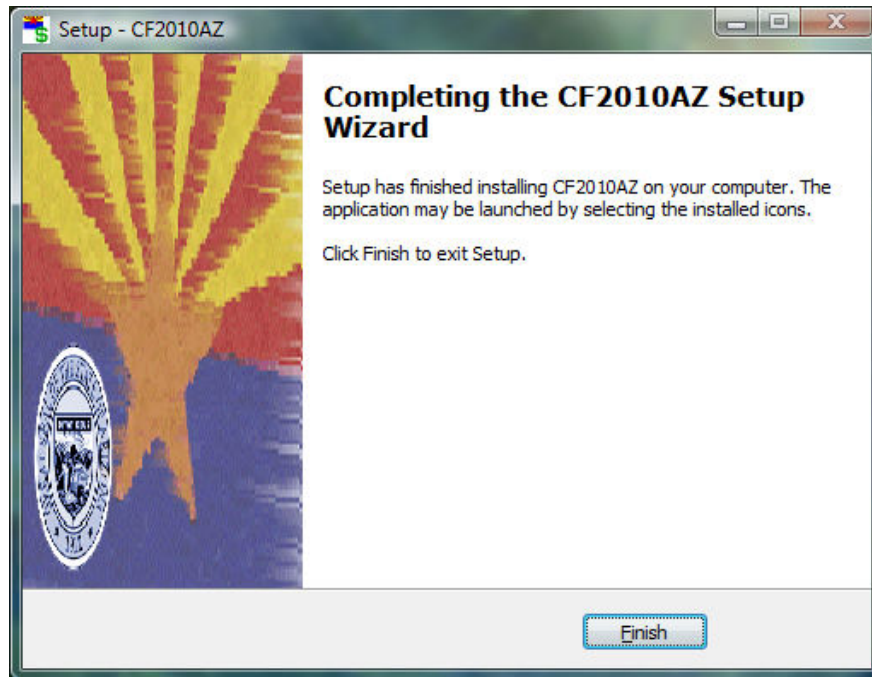 Setup - CF2010AZ
Completing the CF2010AZ Setup
Wizard
Setup has finished installing CF2010AZ on your computer. The
application may be launched by selecting the installed icons.
Click Finish to exit Setup.
Finish